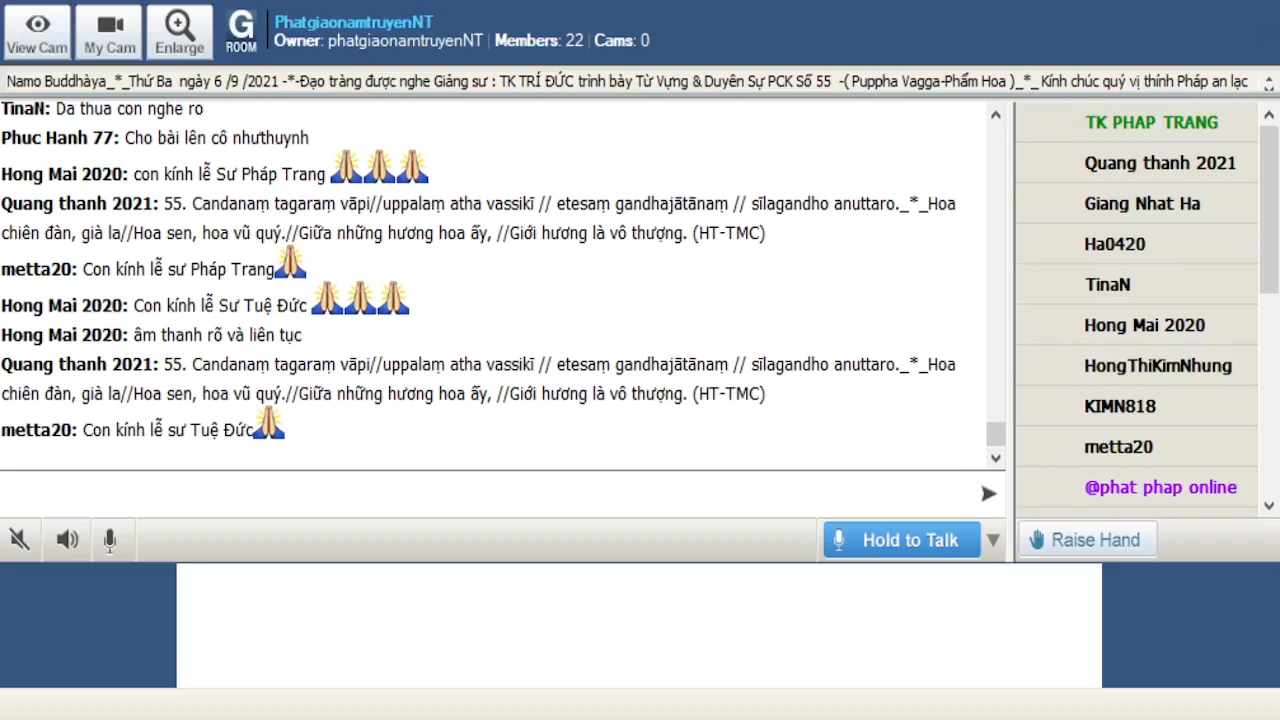 View Cam
My Cam
Enlarge
G
ROOM
PhatgiaonamtruyenNT
Owner: phatgiaonamtruyenNT | Members: 22 | Cams: 0
Namo Buddhàya_*_Thứ Ba ngày 6 /9 /2021 -*-Đạo tràng được nghe Giảng sư : TK TRÍ ĐỨC trình bày Từ Vựng & Duyên Sự PCK Số 55 -( Puppha Vagga-Phẩm Hoa )_*_ Kính chúc quý vị thính Pháp an lạc
TinaN: Da thua con nghe ro
Phuc Hanh 77: Cho bài lên cô nhưthuynh
Hong Mai 2020: con kính lễ Sư Pháp Trang
Quang thanh 2021: 55. Candanaṃ tagaraṃ vāpi//uppalaṃ atha vassikī // etesaṃ gandhajātānaṃ // sīlagandho anuttaro._*_Hoa
chiên đàn, già la//Hoa sen, hoa vũ quý.//Giữa những hương hoa ấy, //Giới hương là vô thượng. (HT-TMC)
metta20: Con kính lễ sư Pháp Trang
Hong Mai 2020: Con kính lễ Sư Tuệ Đức
Hong Mai 2020: âm thanh rõ và liên tục
Quang thanh 2021: 55. Candanaṃ tagaraṃ vāpi//uppalaṃ atha vassikī // etesaṃ gandhajātānaṃ // sīlagandho anuttaro._*_Hoa
chiên đàn, già la//Hoa sen, hoa vũ quý.//Giữa những hương hoa ấy, //Giới hương là vô thượng. (HT-TMC)
metta20: Con kính lễ sư Tuệ Đức
TK PHAP TRANG
Quang thanh 2021
Giang Nhat Ha
Ha0420
TinaN
Hong Mai 2020
HongThiKimNhung
KIMN818
metta20
@phat phap online
Hold to Talk
Raise Hand